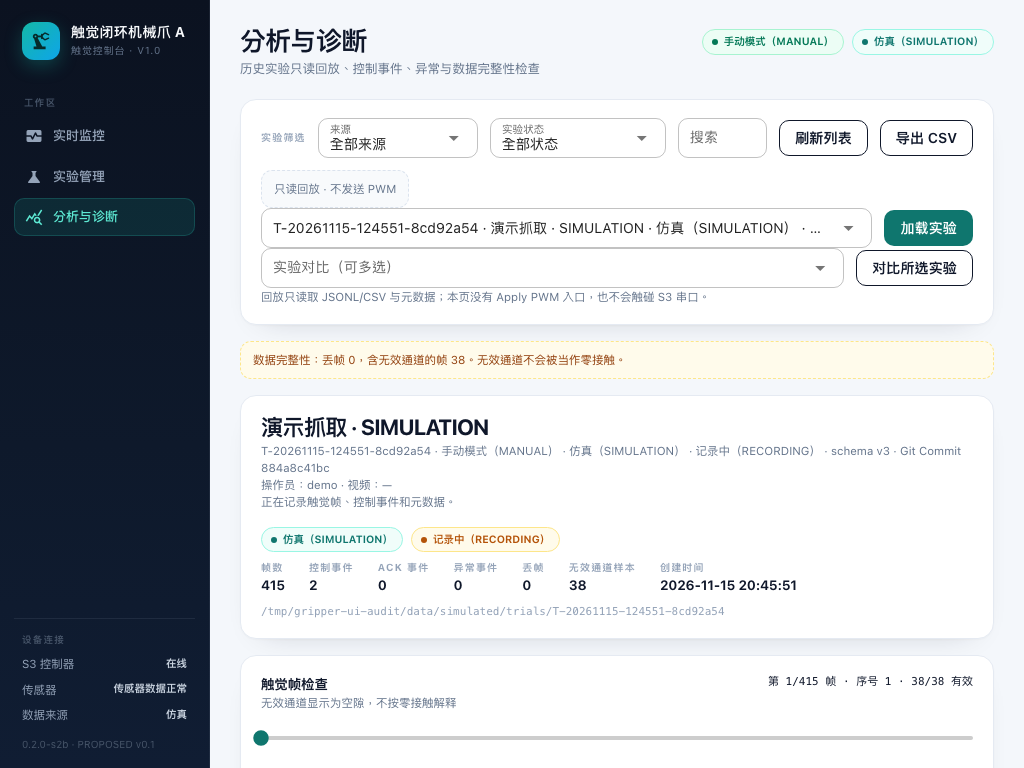 触觉闭环机械爪 A
触觉控制台 · V1.0
工作区
实时监控
实验管理
分析与诊断
设备连接
S3 控制器 在线
传感器 传感器数据正常
数据来源 仿真
0.2.0-s2b · PROPOSED v0.1
分析与诊断
历史实验只读回放、控制事件、异常与数据完整性检查
手动模式（MANUAL）
仿真（SIMULATION）
实验筛选
来源
全部来源
实验状态
全部状态
搜索
刷新列表
导出 CSV
只读回放 · 不发送 PWM
T-20261115-124551-8cd92a54 · 演示抓取 · SIMULATION · 仿真（SIMULATION） · ...
加载实验
实验对比（可多选）
对比所选实验
回放只读取 JSONL/CSV 与元数据；本页没有 Apply PWM 入口，也不会触碰 S3 串口。
数据完整性：丢帧 0，含无效通道的帧 38。无效通道不会被当作零接触。
演示抓取 · SIMULATION
T-20261115-124551-8cd92a54 · 手动模式（MANUAL） · 仿真（SIMULATION） · 记录中（RECORDING） · schema v3 · Git Commit
884a8c41bc
操作员：demo · 视频：—
正在记录触觉帧、控制事件和元数据。
仿真（SIMULATION）
记录中（RECORDING）
帧数 控制事件 ACK 事件 异常事件 丢帧 无效通道样本 创建时间
415 2 0 0 0 38 2026-11-15 20:45:51
/tmp/gripper-ui-audit/data/simulated/trials/T-20261115-124551-8cd92a54
触觉帧检查
无效通道显示为空隙，不按零接触解释
第 1/415 帧 · 序号 1 · 38/38 有效